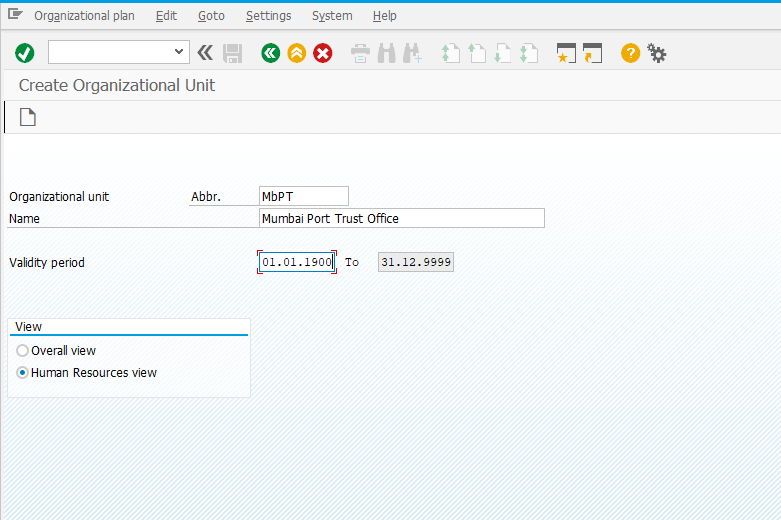 Organizational plan Edit Goto Settings System Help
Create Organizational Unit
Organizational unit Abbr. MbPT
Name Mumbai Port Trust Office
Validity period 01.01.1900 To 31.12.9999
View
Overall view
Human Resources view